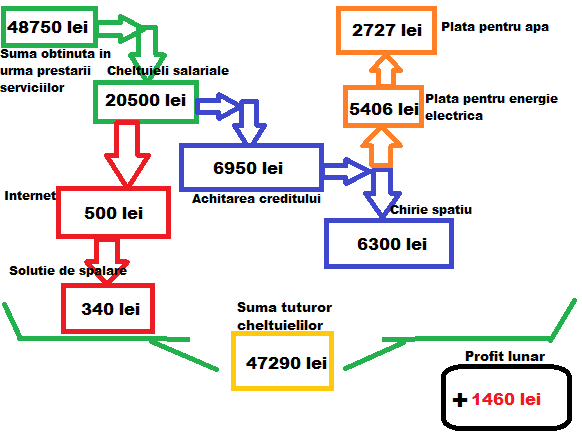 48750 lei
Suma obtinuta in
urma prestarii
serviciilor
Cheltuieli salariale
20500 lei
2727 lei
Plata pentru apa
5406 lei
Plata pentru energie
electrica
6950 lei
Achitarea creditului
Internet
500 lei
Chirie spatiu
6300 lei
Solutie de spalare
340 lei
Suma tuturor
cheltuielilor
47290 lei
Profit lunar
+ 1460 lei